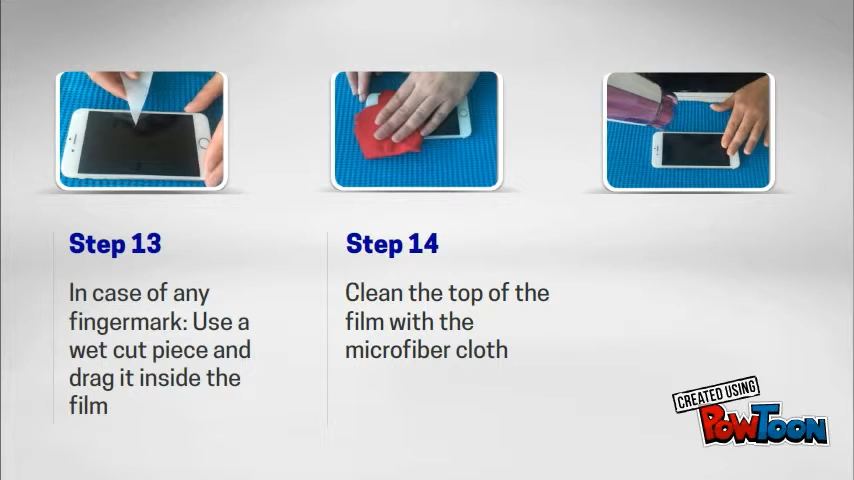 Step 13
In case of any
fingermark: Use a
wet cut piece and
drag it inside the
film
Step 14
Clean the top of the
film with the
microfiber cloth
CREATED USING
POWTOON